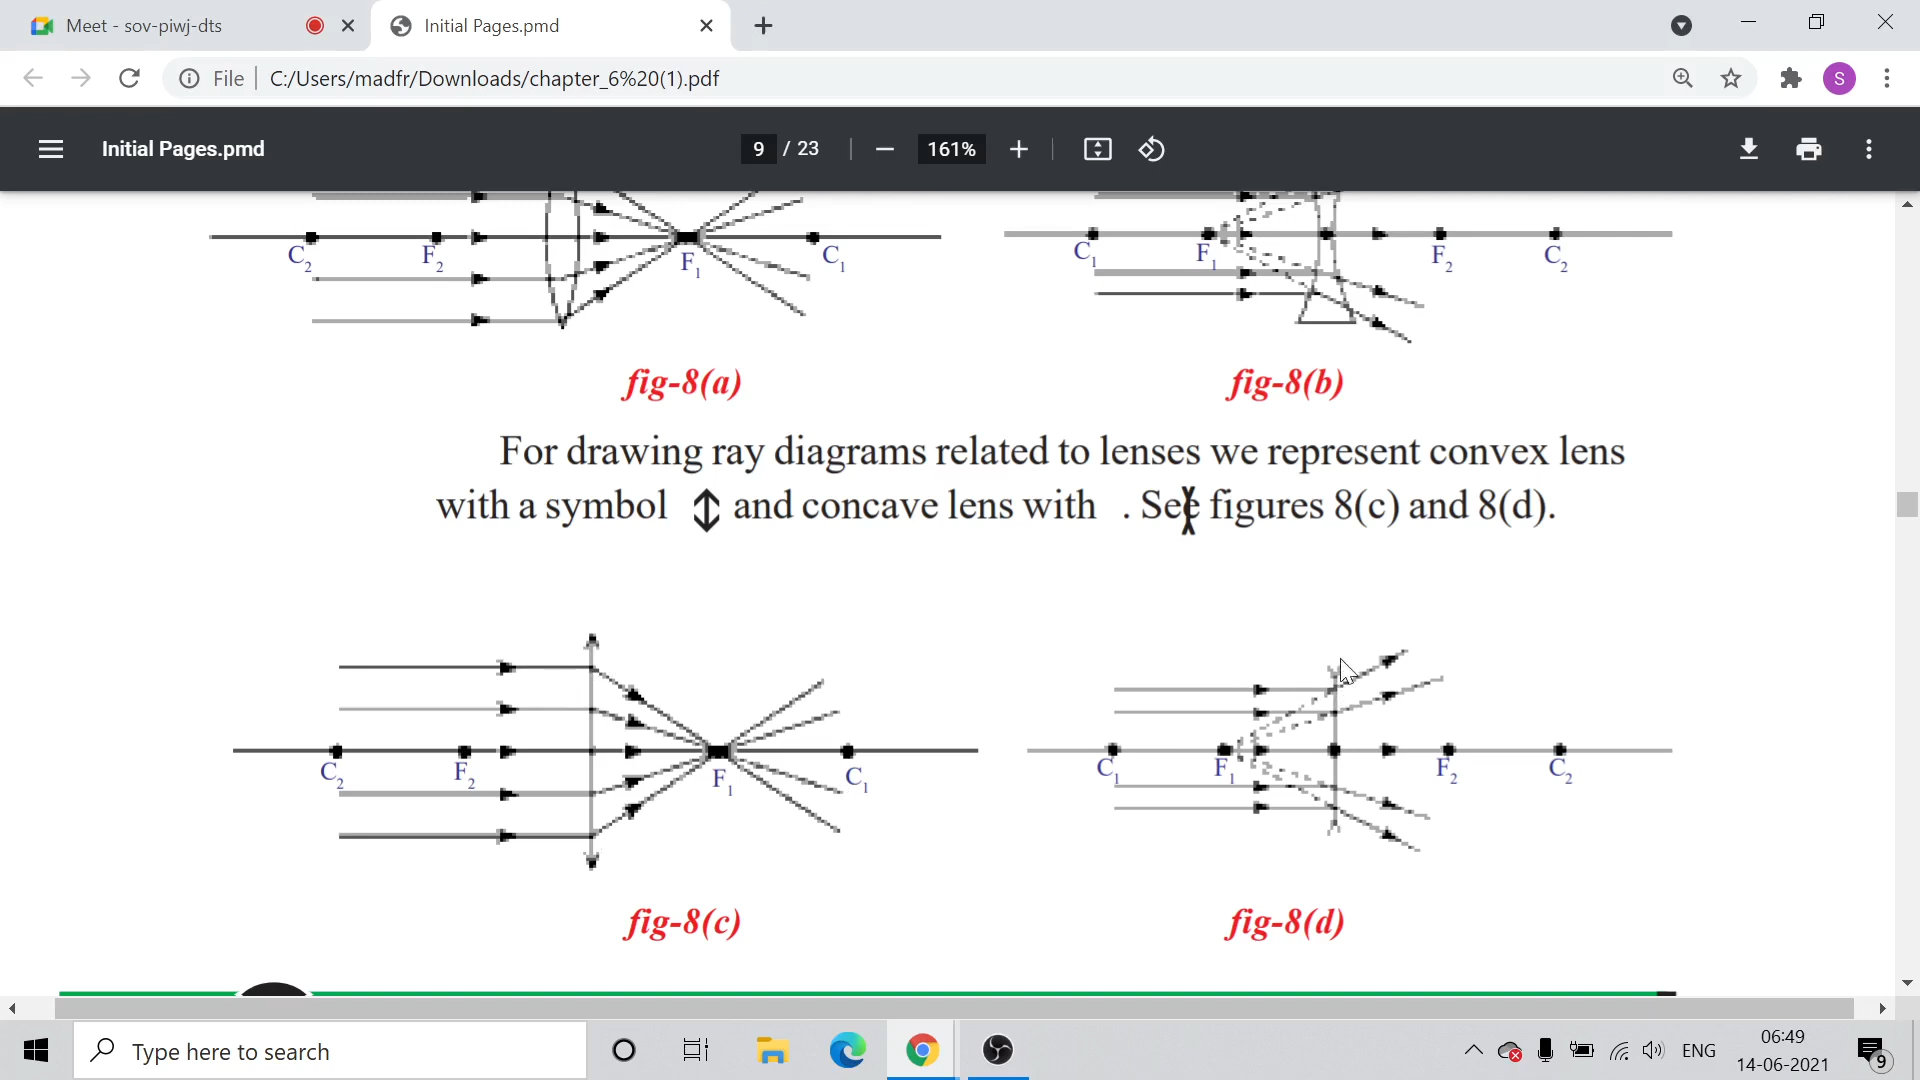 Meet - sov-piwj-dts
Initial Pages.pmd
File
C:/Users/madfr/Downloads/chapter_6%20(1).pdf
S
Initial Pages.pmd
9 / 23
161%
C2 F2 F1 C1
C1 F1 F2 C2
fig-8(a)
fig-8(b)
For drawing ray diagrams related to lenses we represent convex lens
with a symbol and concave lens with . See figures 8(c) and 8(d).
C2 F2 F1 C1
C1 F1 F2 C2
fig-8(c)
fig-8(d)
Type here to search
ENG
06:49
14-06-2021
9